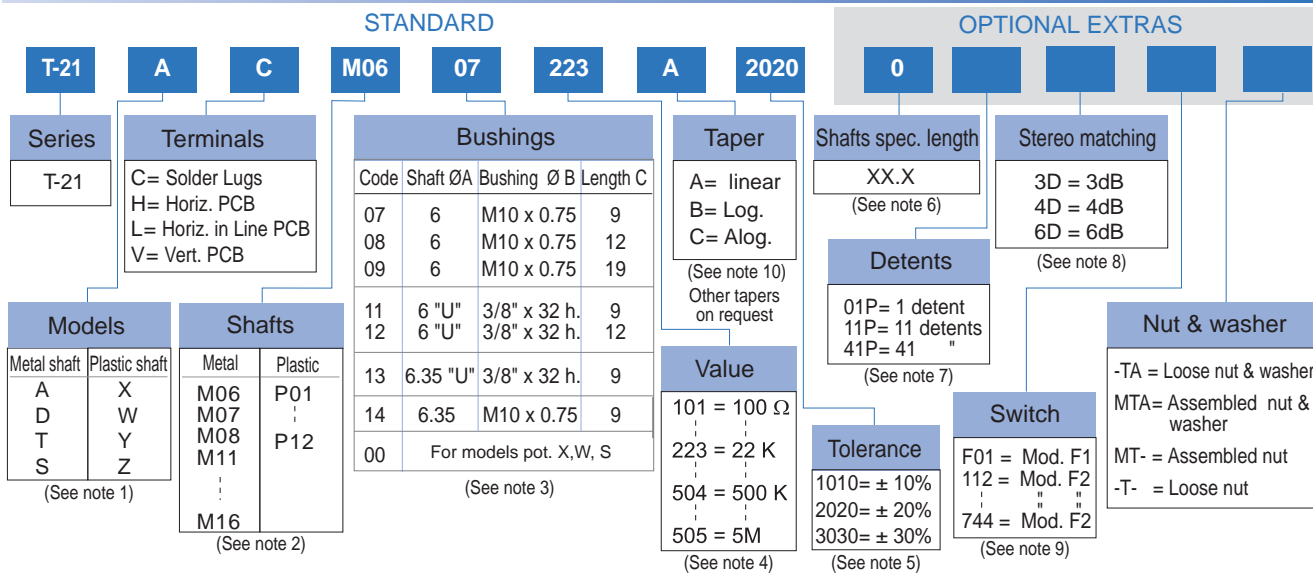 STANDARD
OPTIONAL EXTRAS
T-21 A C M06 07 223 A 2020 0
Series
T-21
Terminals
C= Solder Lugs
H= Horiz. PCB
L= Horiz. in Line PCB
V= Vert. PCB
Bushings
Code Shaft ØA Bushing Ø B Length C
07 6 M10 x 0.75 9
08 6 M10 x 0.75 12
09 6 M10 x 0.75 19
11 6 "U" 3/8" x 32 h. 9
12 6 "U" 3/8" x 32 h. 12
13 6.35 "U" 3/8" x 32 h. 9
14 6.35 M10 x 0.75 9
00 For models pot. X,W, S
(See note 3)
Taper
A= linear
B= Log.
C= Alog.
(See note 10)
Other tapers
on request
Shafts spec. length
XX.X
(See note 6)
Stereo matching
3D = 3dB
4D = 4dB
6D = 6dB
(See note 8)
Models
Metal shaft Plastic shaft
A X
D W
T Y
S Z
(See note 1)
Shafts
Metal Plastic
M06 P01
M07
M08 P12
M11
M16
(See note 2)
Value
101 = 100 Ω
223 = 22 K
504 = 500 K
505 = 5M
(See note 4)
Tolerance
1010= ± 10%
2020= ± 20%
3030= ± 30%
(See note 5)
Detents
01P= 1 detent
11P= 11 detents
41P= 41 "
(See note 7)
Switch
F01 = Mod. F1
112 = Mod. F2
" "
744 = Mod. F2
(See note 9)
Nut & washer
-TA = Loose nut & washer
MTA= Assembled nut &
washer
MT- = Assembled nut
-T- = Loose nut